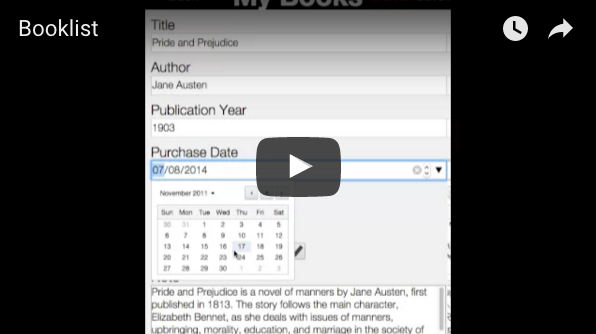 My Books
Booklist
Title
Pride and Prejudice
Author
Jane Austen
Publication Year
1903
Purchase Date
07/08/2014
November 2011
Sun Mon Tue Wed Thu Fri Sat
30 31 1 2 3 4 5
6 7 8 9 10 11 12
13 14 15 16 17 18 19
20 21 22 23 24 25 26
27 28 29 30 1 2 3
Pride and Prejudice is a novel of manners by Jane Austen, first
published in 1813. The story follows the main character,
Elizabeth Bennet, as she deals with issues of manners,
upbringing, morality, education, and marriage in the society of